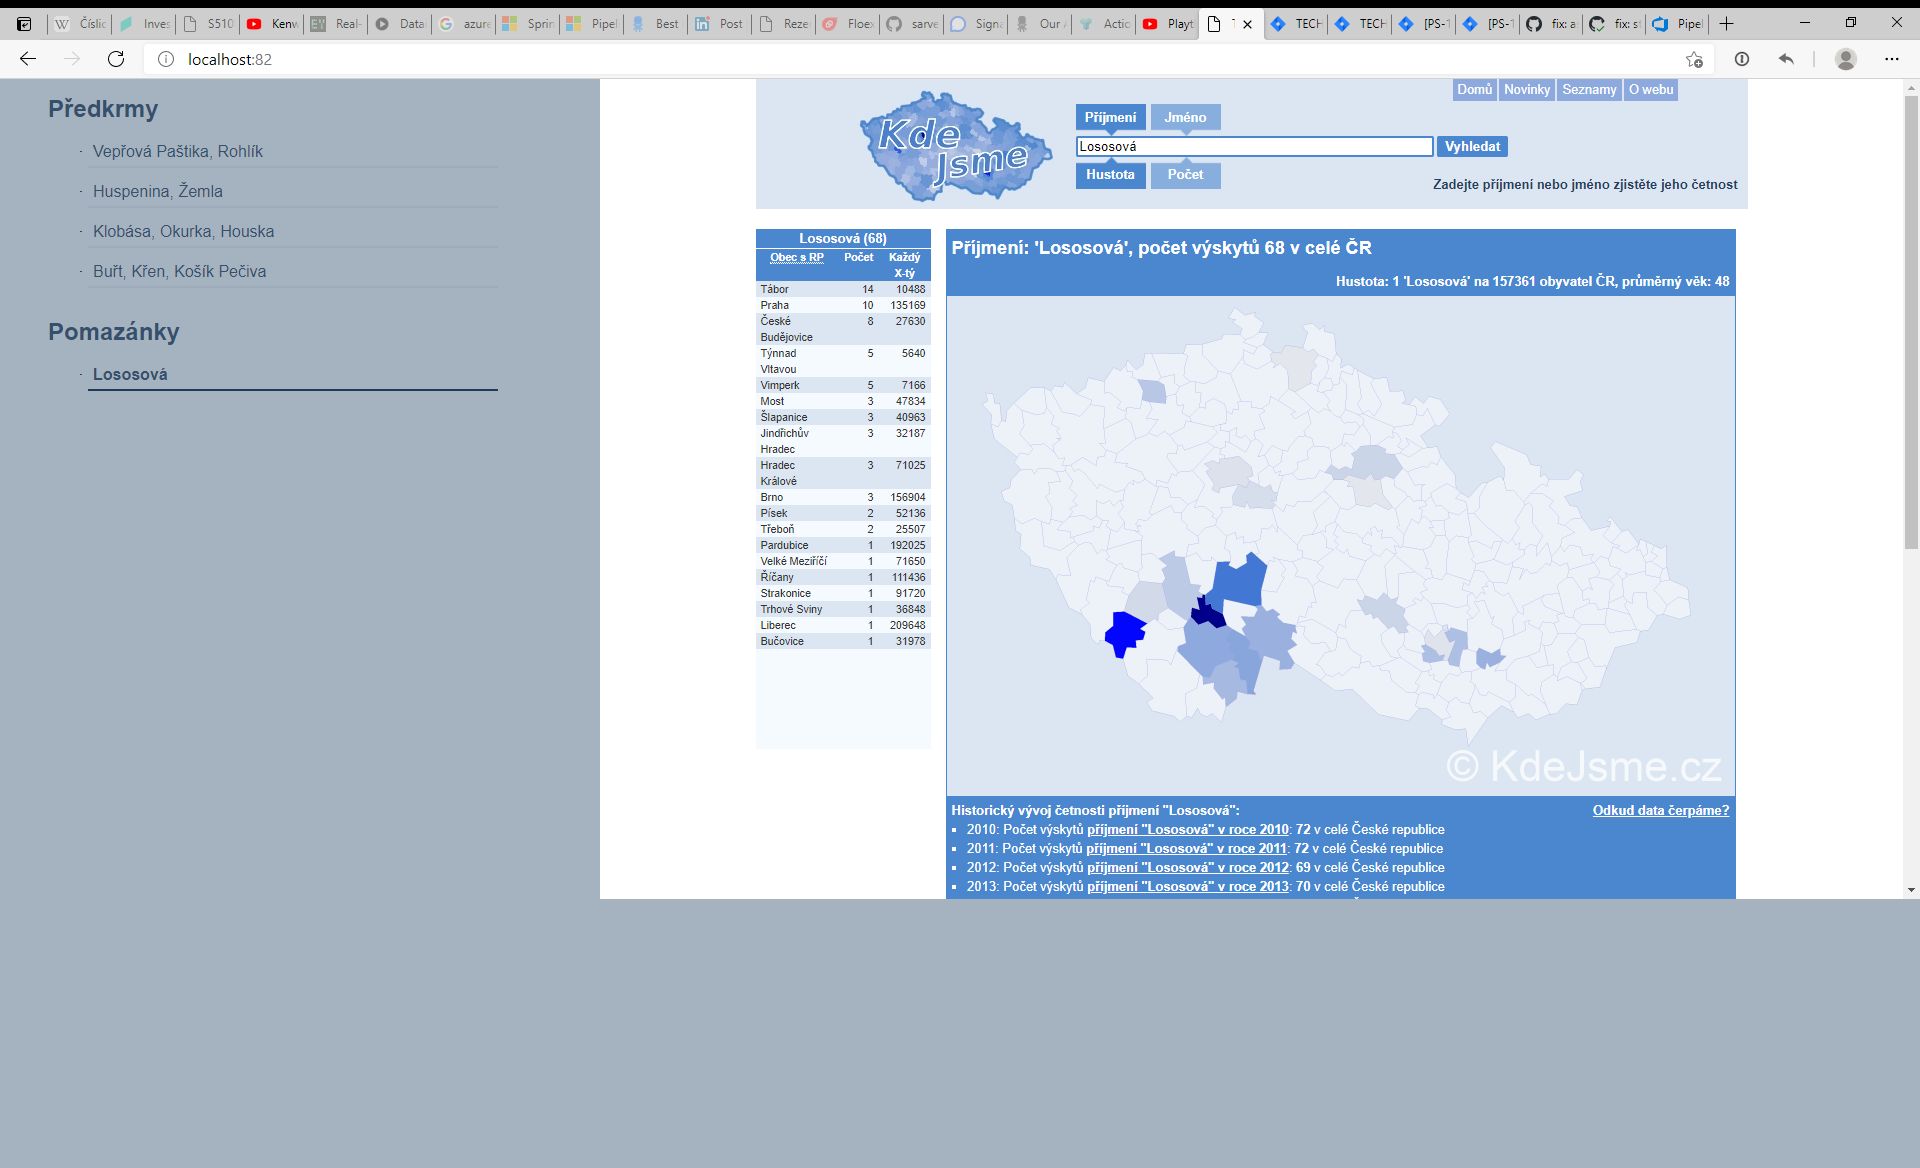 Číslic
Inves
S510
Kenw
Real-
Data
azure
Sprin
Pipel
Best
Post
Reze
Floex
sarve
Signa
Our A
Actio
Playt
TECH
TECH
[PS-1
[PS-1
fix: a
fix: s
Pipel
localhost:82
Předkrmy
· Vepřová Paštika, Rohlík
· Huspenina, Žemla
· Klobása, Okurka, Houska
· Buřt, Křen, Košík Pečiva
Pomazánky
· Lososová
Domů Novinky Seznamy O webu
Kde Jsme
Příjmení Jméno
Lososová Vyhledat
Hustota Počet
Zadejte příjmení nebo jméno zjistěte jeho četnost
Lososová (68)
Obec s RP Počet Každý X-tý
Tábor 14 10488
Praha 10 135169
České Budějovice 8 27630
Týnnad Vltavou 5 5640
Vimperk 5 7166
Most 3 47834
Šlapanice 3 40963
Jindřichův Hradec 3 32187
Hradec Králové 3 71025
Brno 3 156904
Písek 2 52136
Třeboň 2 25507
Pardubice 1 192025
Velké Meziříčí 1 71650
Říčany 1 111436
Strakonice 1 91720
Trhové Sviny 1 36848
Liberec 1 209648
Bučovice 1 31978
Příjmení: 'Lososová', počet výskytů 68 v celé ČR
Hustota: 1 'Lososová' na 157361 obyvatel ČR, průměrný věk: 48
© KdeJsme.cz
Historický vývoj četnosti příjmení "Lososová": Odkud data čerpáme?
2010: Počet výskytů příjmení "Lososová" v roce 2010: 72 v celé České republice
2011: Počet výskytů příjmení "Lososová" v roce 2011: 72 v celé České republice
2012: Počet výskytů příjmení "Lososová" v roce 2012: 69 v celé České republice
2013: Počet výskytů příjmení "Lososová" v roce 2013: 70 v celé České republice